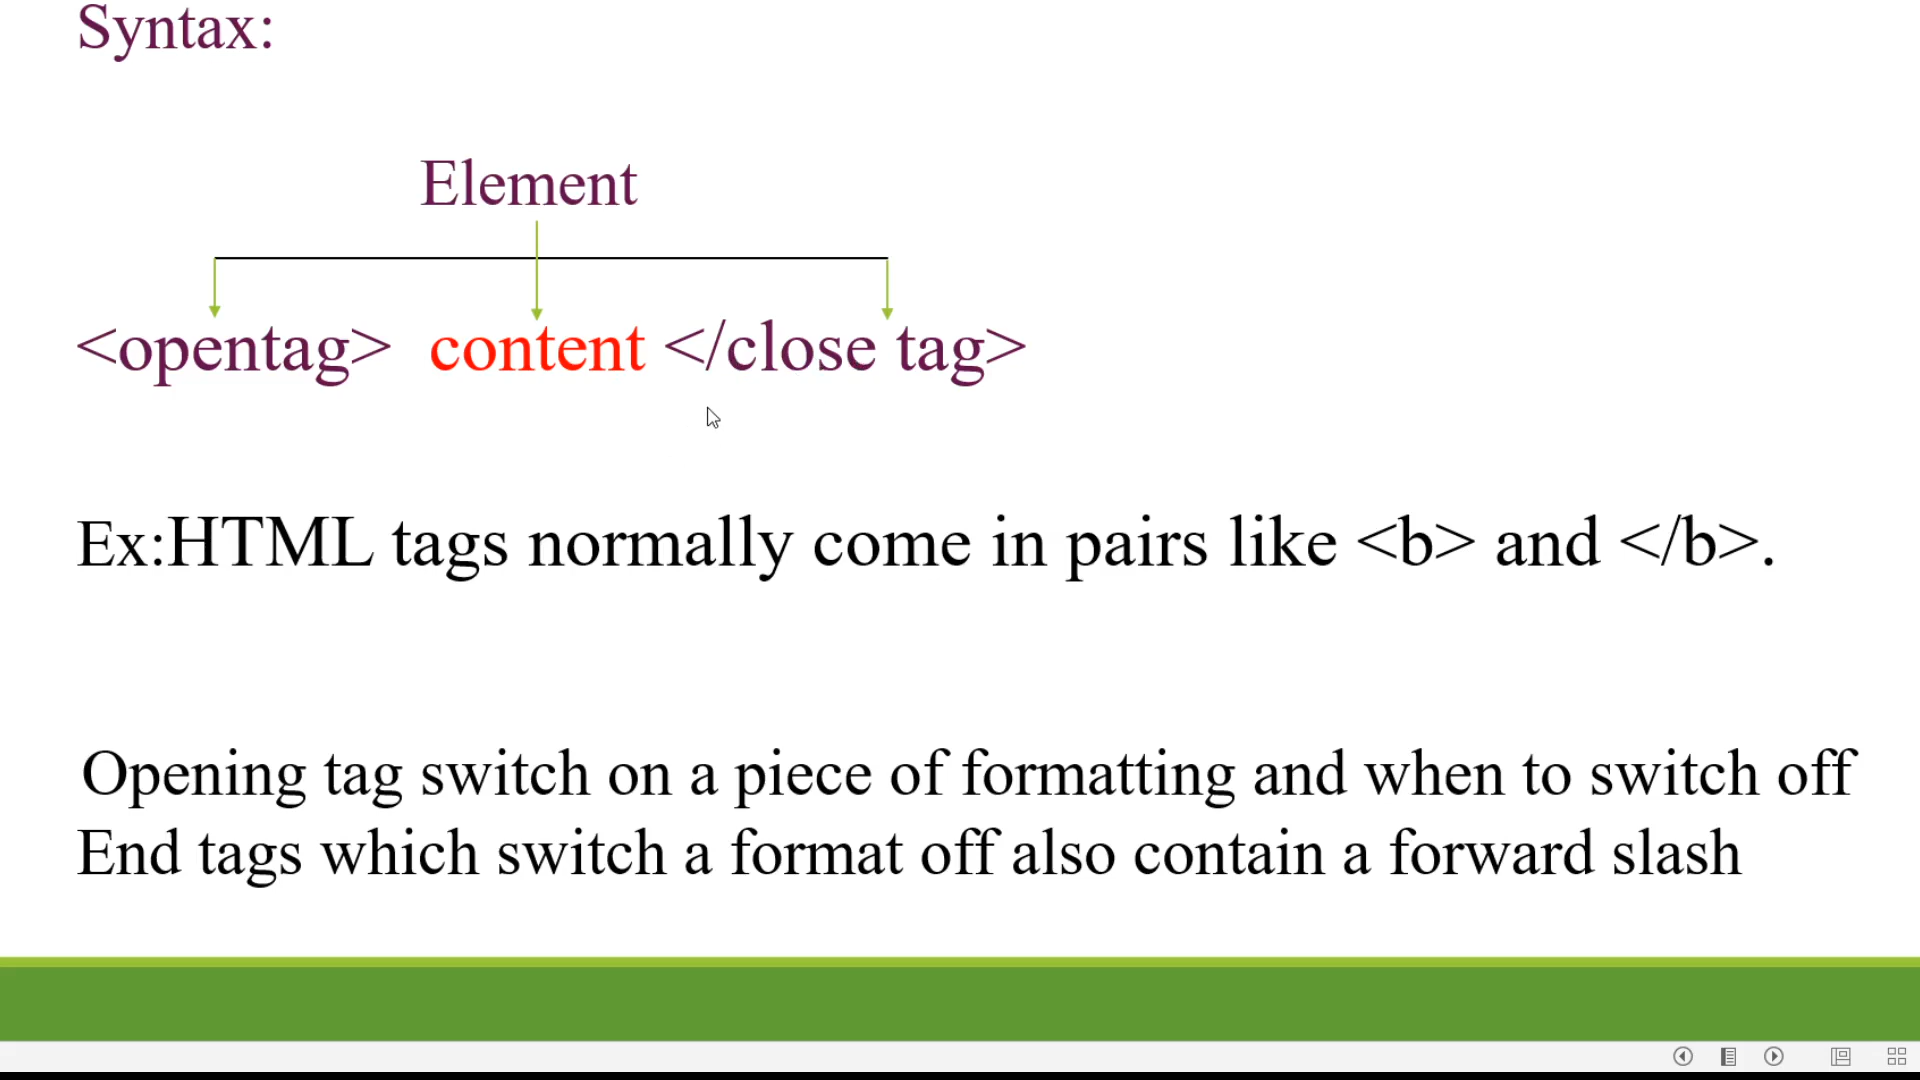 Syntax:
Element
<opentag> content </close tag>
Ex:HTML tags normally come in pairs like <b> and </b>.
Opening tag switch on a piece of formatting and when to switch off
End tags which switch a format off also contain a forward slash